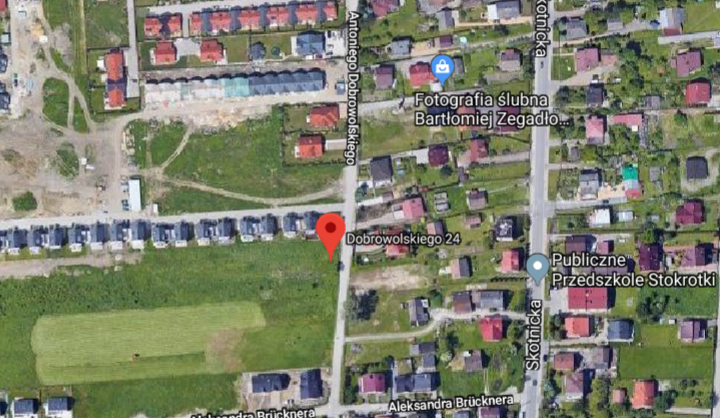 Skotnicka
Antoniego Dobrowolskiego
Fotografia ślubna
Bartłomiej Zegadło...
Dobrowolskiego 24
Publiczne
Przedszkole Stokrotki
Skotnicka
Aleksandra Brücknera
Aleksandra Brücknera